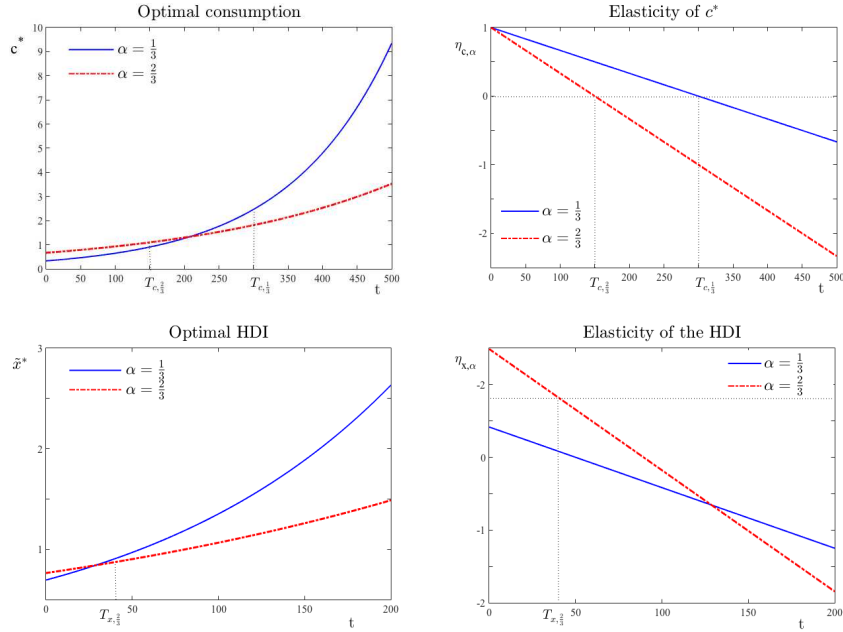 Optimal consumption
c*
α = 1/3
α = 2/3
10
9
8
7
6
5
4
3
2
1
0
0 50 100 150 200 250 300 350 400 450 500
T_{c,2/3} T_{c,1/3} t
Elasticity of c*
η_{c,α}
1
0
-1
-2
α = 1/3
α = 2/3
0 50 100 150 200 250 300 350 400 450 500
T_{c,2/3} T_{c,1/3} t
Optimal HDI
x̃*
α = 1/3
α = 2/3
3
2
1
0 50 100 150 200
T_{x,2/3} t
Elasticity of the HDI
η_{x,α}
α = 1/3
α = 2/3
-2
0
-1
-2
0 50 100 150 200
T_{x,2/3} t